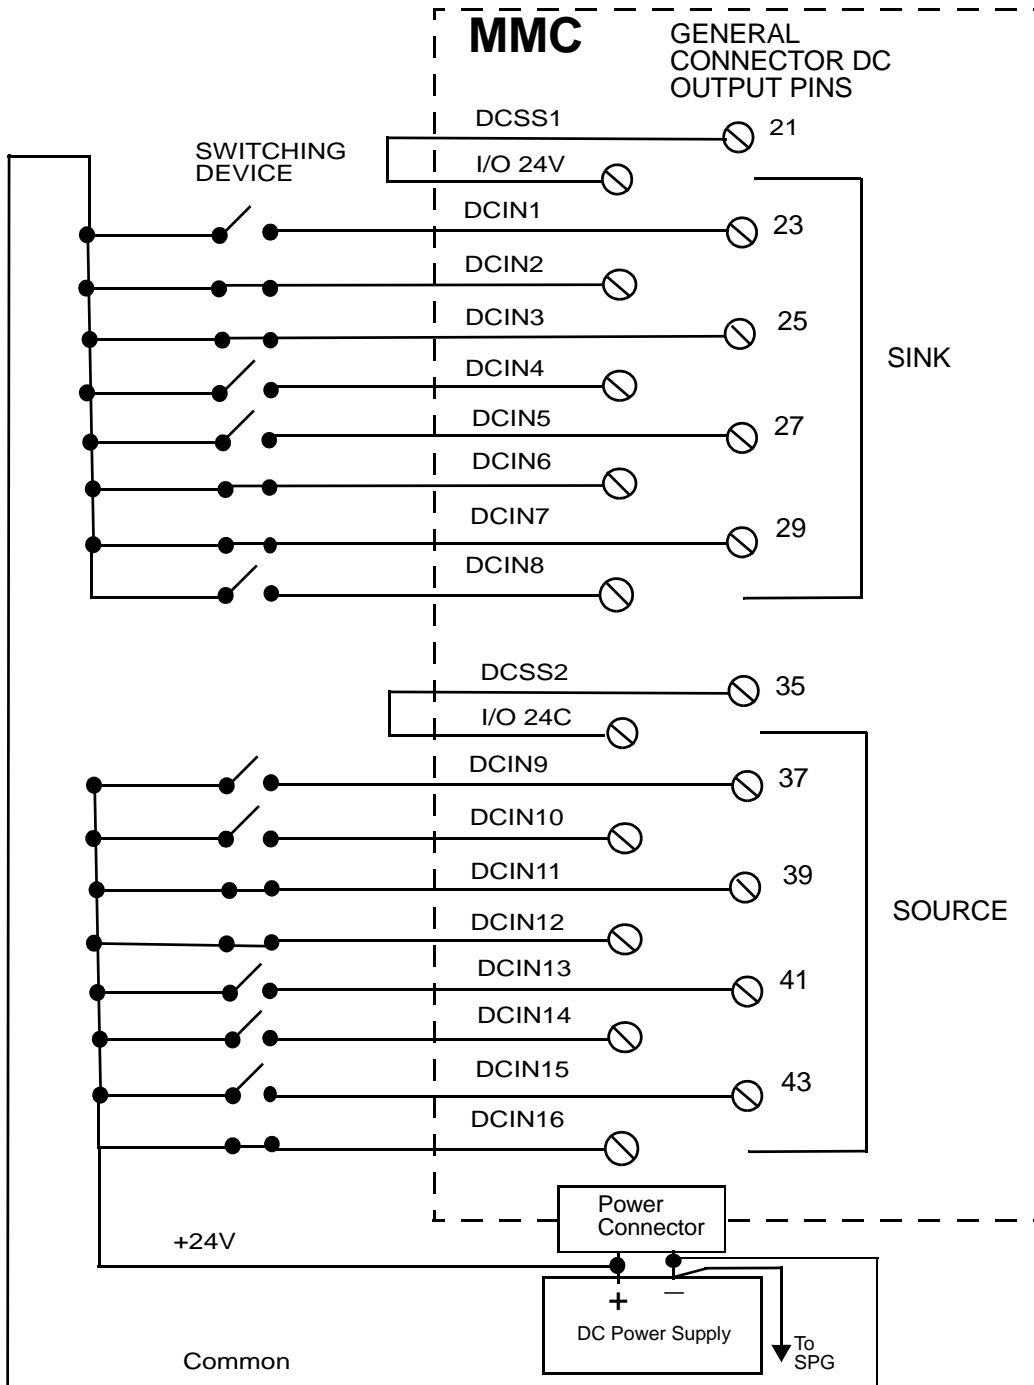 MMC
GENERAL
CONNECTOR DC
OUTPUT PINS
DCSS1
21
SWITCHING
DEVICE
I/O 24V
DCIN1
23
DCIN2
DCIN3
25
SINK
DCIN4
DCIN5
27
DCIN6
DCIN7
29
DCIN8
DCSS2
35
I/O 24C
DCIN9
37
DCIN10
DCIN11
39
SOURCE
DCIN12
DCIN13
41
DCIN14
DCIN15
43
DCIN16
Power
Connector
+24V
+ –
DC Power Supply
To
SPG
Common